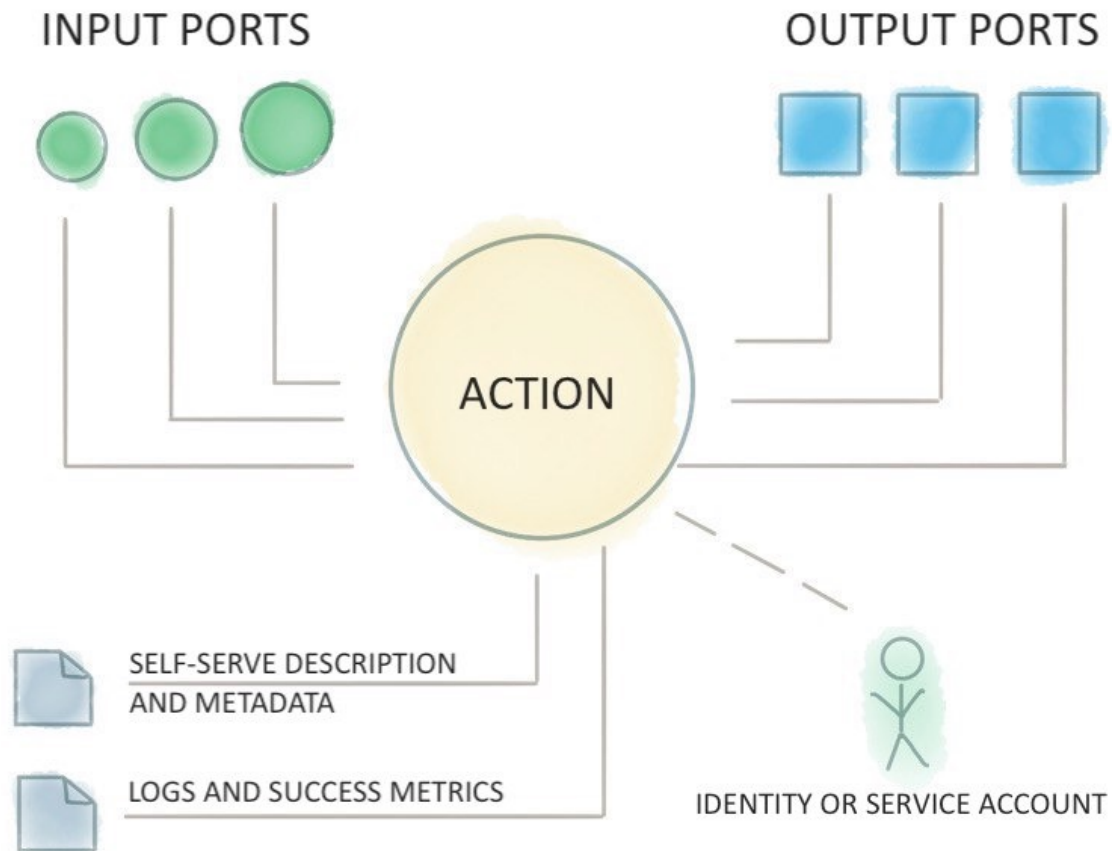 INPUT PORTS
OUTPUT PORTS
ACTION
SELF-SERVE DESCRIPTION
AND METADATA
LOGS AND SUCCESS METRICS
IDENTITY OR SERVICE ACCOUNT